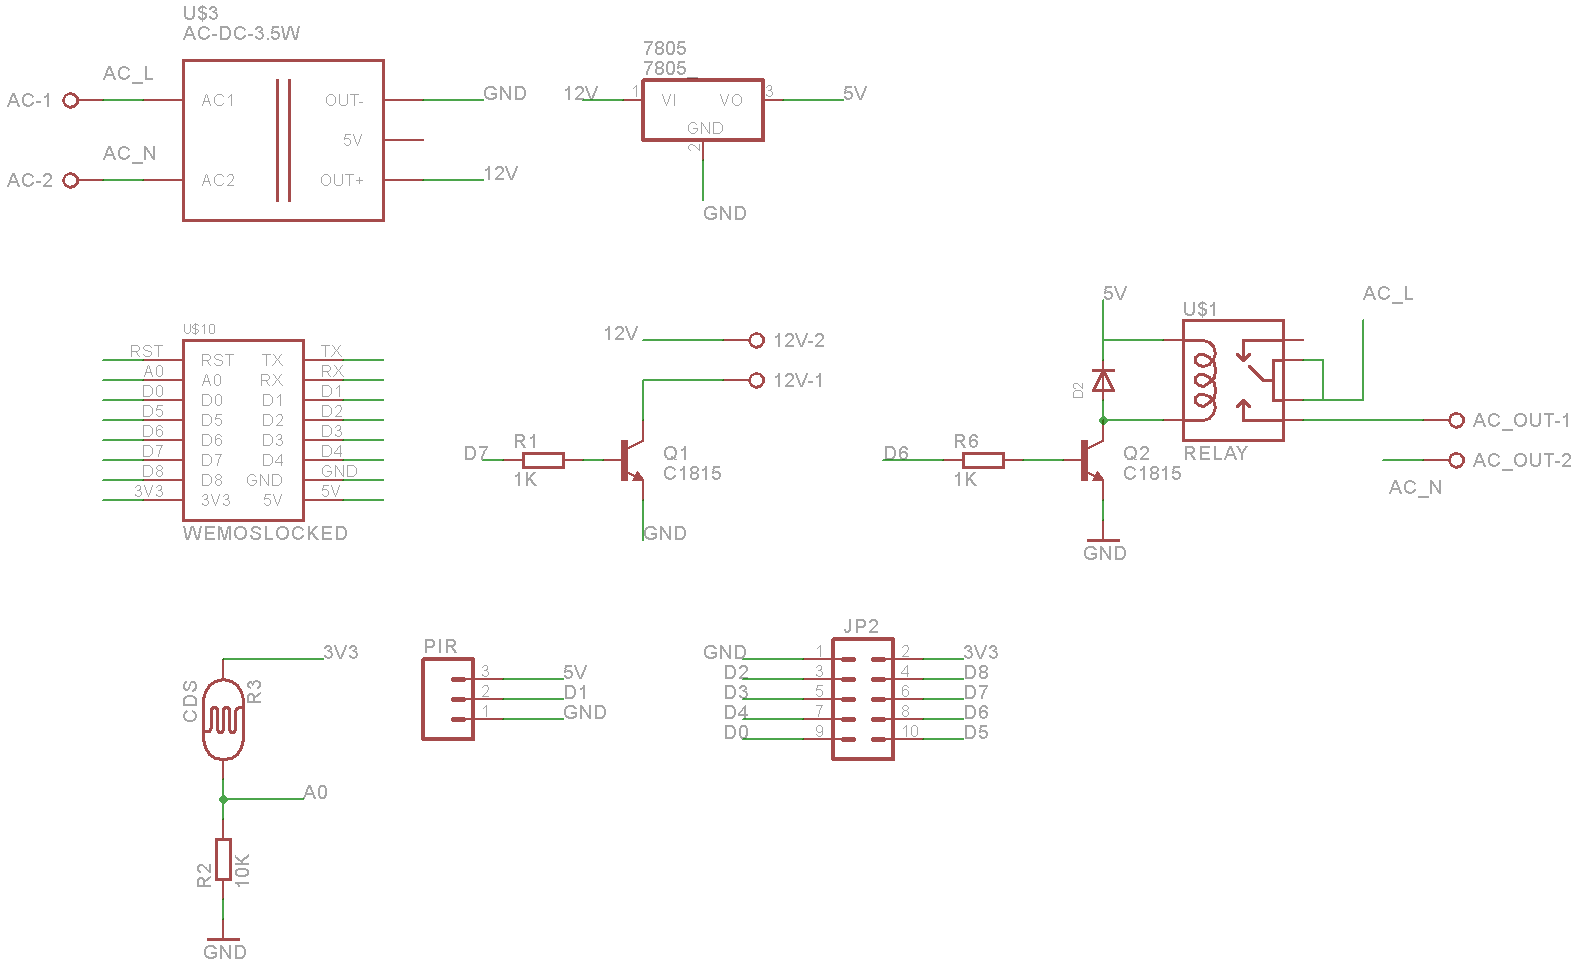 U$3
AC-DC-3.5W
AC-1
AC_L
AC1
OUT-
GND
5V
AC-2
AC_N
AC2
OUT+
12V
7805
7805
12V
1
VI
VO
3
5V
GND
2
GND
U$10
RST
RST
TX
TX
A0
A0
RX
RX
D0
D0
D1
D1
D5
D5
D2
D2
D6
D6
D3
D3
D7
D7
D4
D4
D8
D8
GND
GND
3V3
3V3
5V
5V
WEMOSLOCKED
12V
12V-2
12V-1
D7
R1
1K
Q1
C1815
GND
5V
U$1
AC_L
D2
D6
R6
1K
Q2
C1815
RELAY
GND
AC_OUT-1
AC_OUT-2
AC_N
3V3
CDS
R3
A0
R2
10K
GND
PIR
3
5V
2
D1
1
GND
JP2
GND
1
2
3V3
D2
3
4
D8
D3
5
6
D7
D4
7
8
D6
D0
9
10
D5